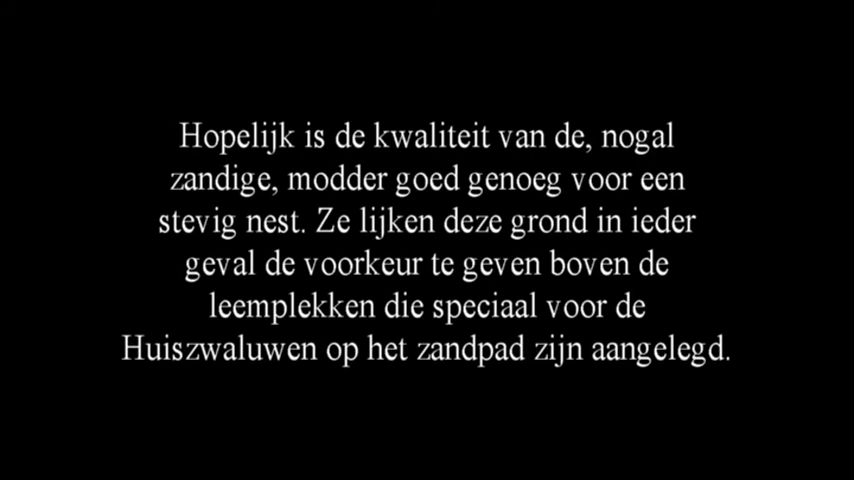 Hopelijk is de kwaliteit van de, nogal
zandige, modder goed genoeg voor een
stevig nest. Ze lijken deze grond in ieder
geval de voorkeur te geven boven de
leemplekken die speciaal voor de
Huiszwaluwen op het zandpad zijn aangelegd.